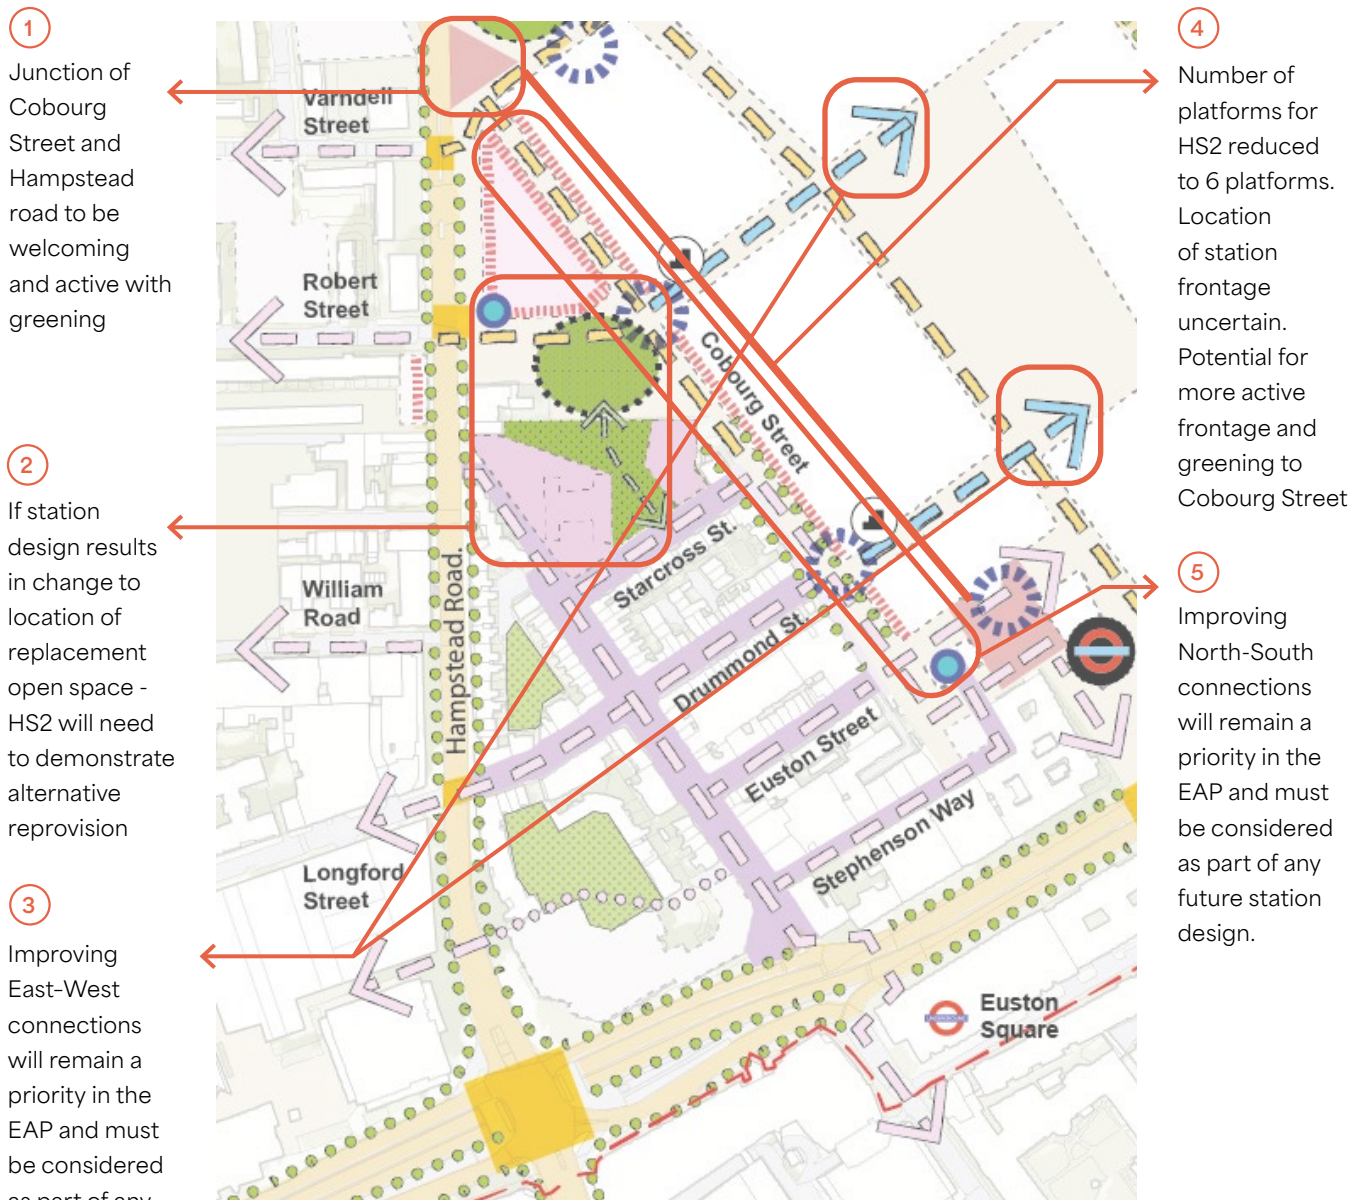 1
Junction of
Cobourg
Street and
Hampstead
road to be
welcoming
and active with
greening
2
If station
design results
in change to
location of
replacement
open space -
HS2 will need
to demonstrate
alternative
reprovision
3
Improving
East-West
connections
will remain a
priority in the
EAP and must
be considered
as part of any
Varndell
Street
Robert
Street
William
Road
Longford
Street
Hampstead Road.
Cobourg Street
Starcross St.
Drummond St.
Euston Street
Stephenson Way
Euston
Square
4
Number of
platforms for
HS2 reduced
to 6 platforms.
Location
of station
frontage
uncertain.
Potential for
more active
frontage and
greening to
Cobourg Street
5
Improving
North-South
connections
will remain a
priority in the
EAP and must
be considered
as part of any
future station
design.